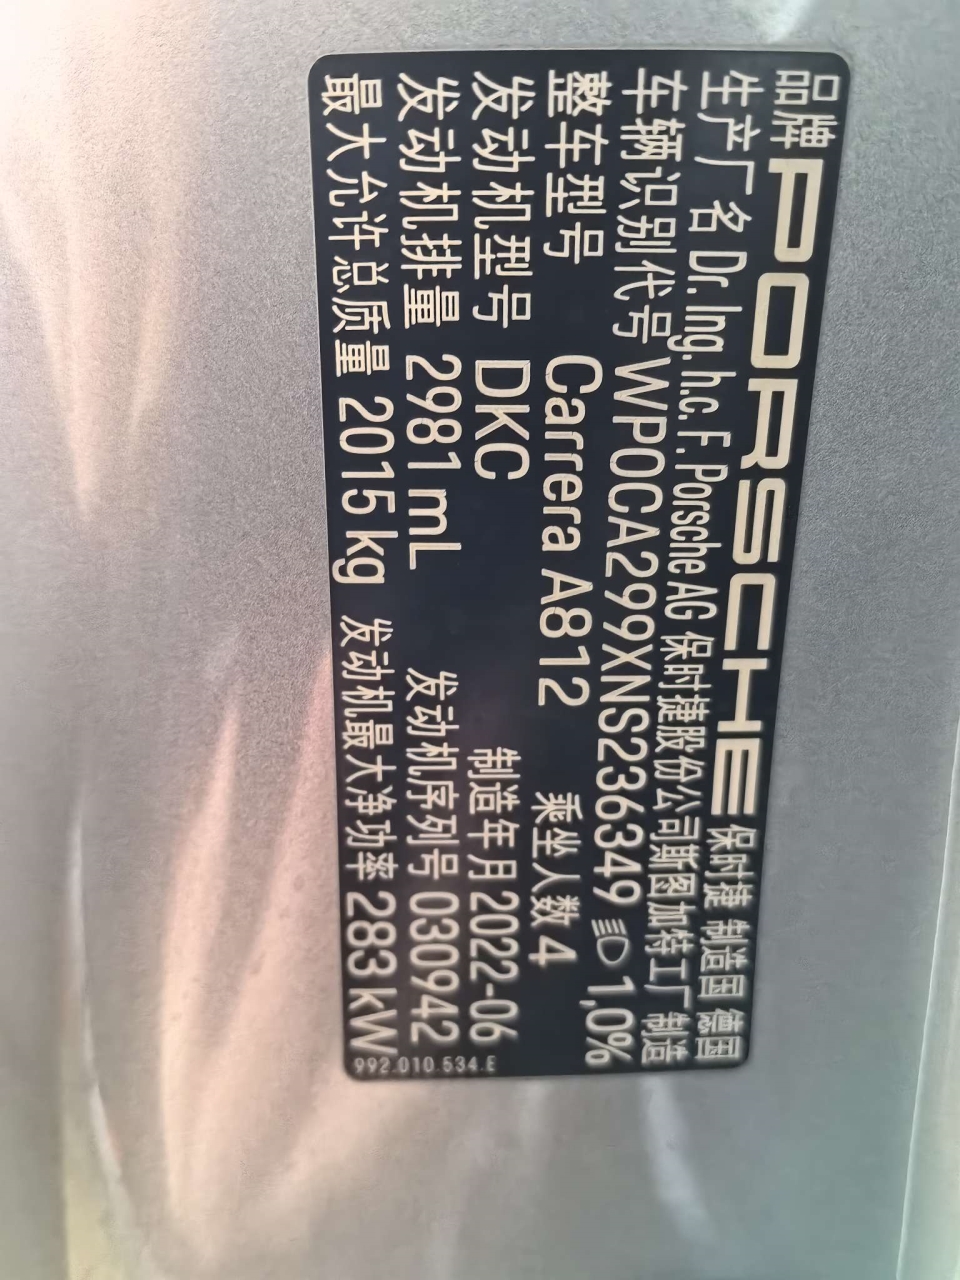 品牌 PORSCHE 保时捷 制造国 德国
生产厂名 Dr. Ing. h.c. F. Porsche AG 保时捷股份公司斯图加特工厂制造
车辆识别代号 WP0CA299XNS236349 1,0%
整车型号 Carrera A812 乘坐人数 4
发动机型号 DKC 制造年月 2022-06
发动机排量 2981 mL 发动机序列号 030942
最大允许总质量 2015 kg 发动机最大净功率 283 kW
992.010.534.E